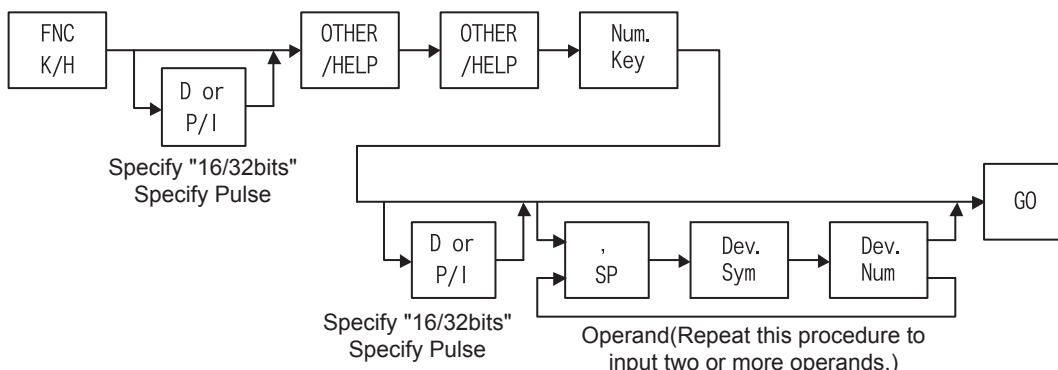 FNC
K/H
D or
P/I
Specify "16/32bits"
Specify Pulse
OTHER
/HELP
OTHER
/HELP
Num.
Key
D or
P/I
Specify "16/32bits"
Specify Pulse
,
SP
Dev.
Sym
Dev.
Num
Operand(Repeat this procedure to
input two or more operands.)
GO